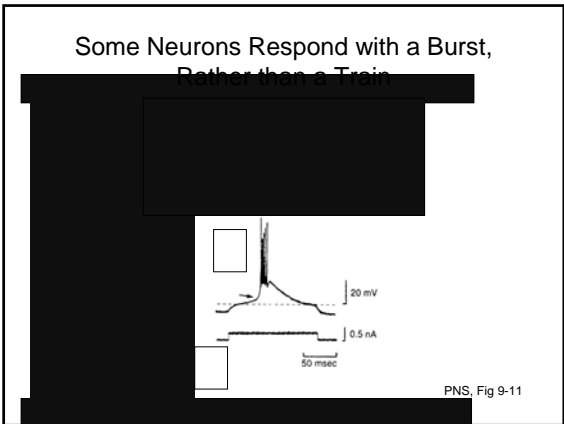 Some Neurons Respond with a Burst,
Rather than a Train
20 mV
0.5 nA
50 msec
PNS, Fig 9-11